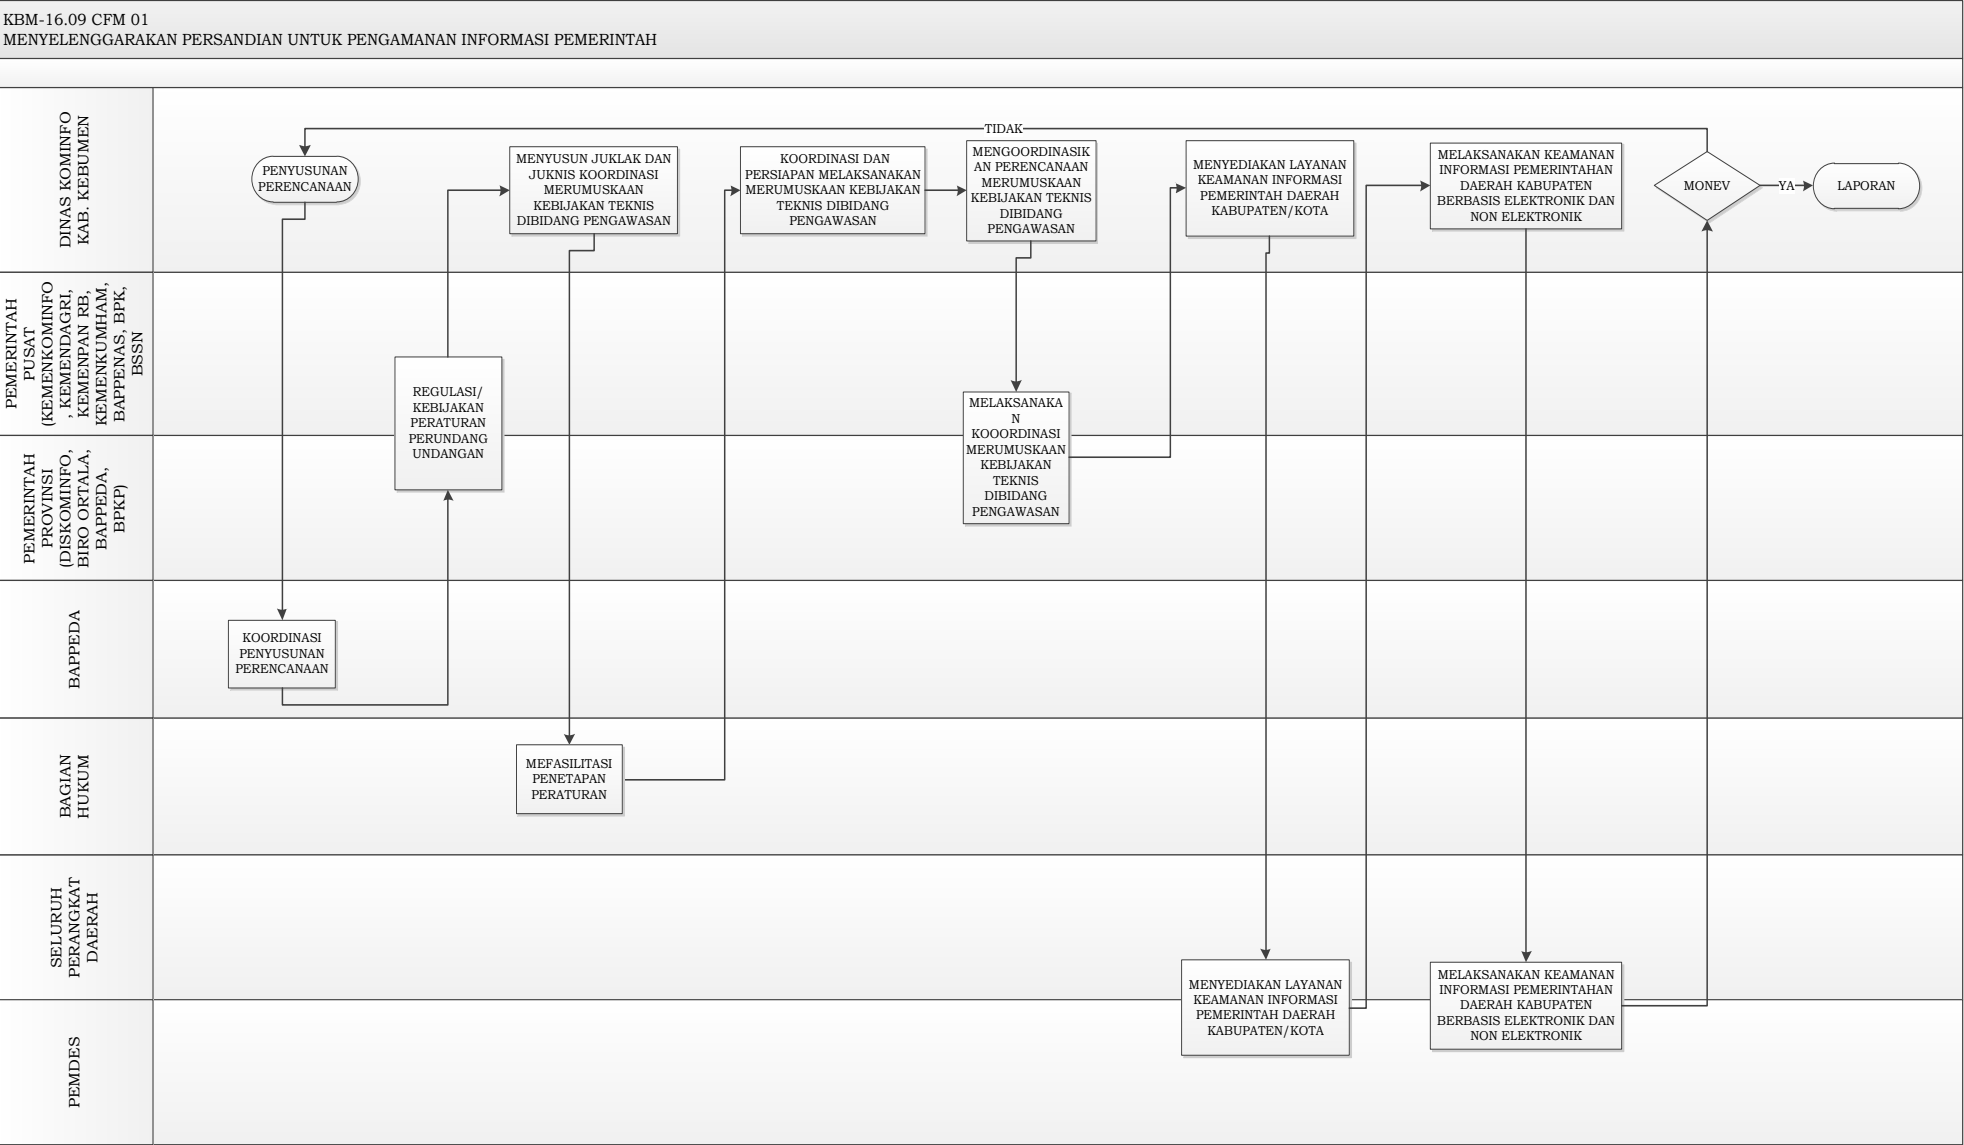 KBM-16.09 CFM 01
MENYELENGGARAKAN PERSANDIAN UNTUK PENGAMANAN INFORMASI PEMERINTAH
DINAS KOMINFO
KAB. KEBUMEN
TIDAK
PENYUSUNAN
PERENCANAAN
MENYUSUN JUKLAK DAN
JUKNIS KOORDINASI
MERUMUSKAAN
KEBIJAKAN TEKNIS
DIBIDANG PENGAWASAN
KOORDINASI DAN
PERSIAPAN MELAKSANAKAN
MERUMUSKAAN KEBIJAKAN
TEKNIS DIBIDANG
PENGAWASAN
MENGOORDINASIK
AN PERENCANAAN
MERUMUSKAAN
KEBIJAKAN TEKNIS
DIBIDANG
PENGAWASAN
MENYEDIAKAN LAYANAN
KEAMANAN INFORMASI
PEMERINTAH DAERAH
KABUPATEN/KOTA
MELAKSANAKAN KEAMANAN
INFORMASI PEMERINTAHAN
DAERAH KABUPATEN
BERBASIS ELEKTRONIK DAN
NON ELEKTRONIK
MONEV
YA
LAPORAN
PEMERINTAH
PUSAT
(KEMENKOMINFO
, KEMENDAGRI,
KEMENPAN RB,
KEMENKUMHAM,
BAPPENAS, BPK,
BSSN
REGULASI/
KEBIJAKAN
PERATURAN
PERUNDANG
UNDANGAN
MELAKSANAKA
N
KOOORDINASI
MERUMUSKAAN
KEBIJAKAN
TEKNIS
DIBIDANG
PENGAWASAN
PEMERINTAH
PROVINSI
(DISKOMINFO,
BIRO ORTALA,
BAPPEDA,
BPKP)
BAPPEDA
KOORDINASI
PENYUSUNAN
PERENCANAAN
BAGIAN
HUKUM
MEFASILITASI
PENETAPAN
PERATURAN
SELURUH
PERANGKAT
DAERAH
MENYEDIAKAN LAYANAN
KEAMANAN INFORMASI
PEMERINTAH DAERAH
KABUPATEN/KOTA
MELAKSANAKAN KEAMANAN
INFORMASI PEMERINTAHAN
DAERAH KABUPATEN
BERBASIS ELEKTRONIK DAN
NON ELEKTRONIK
PEMDES